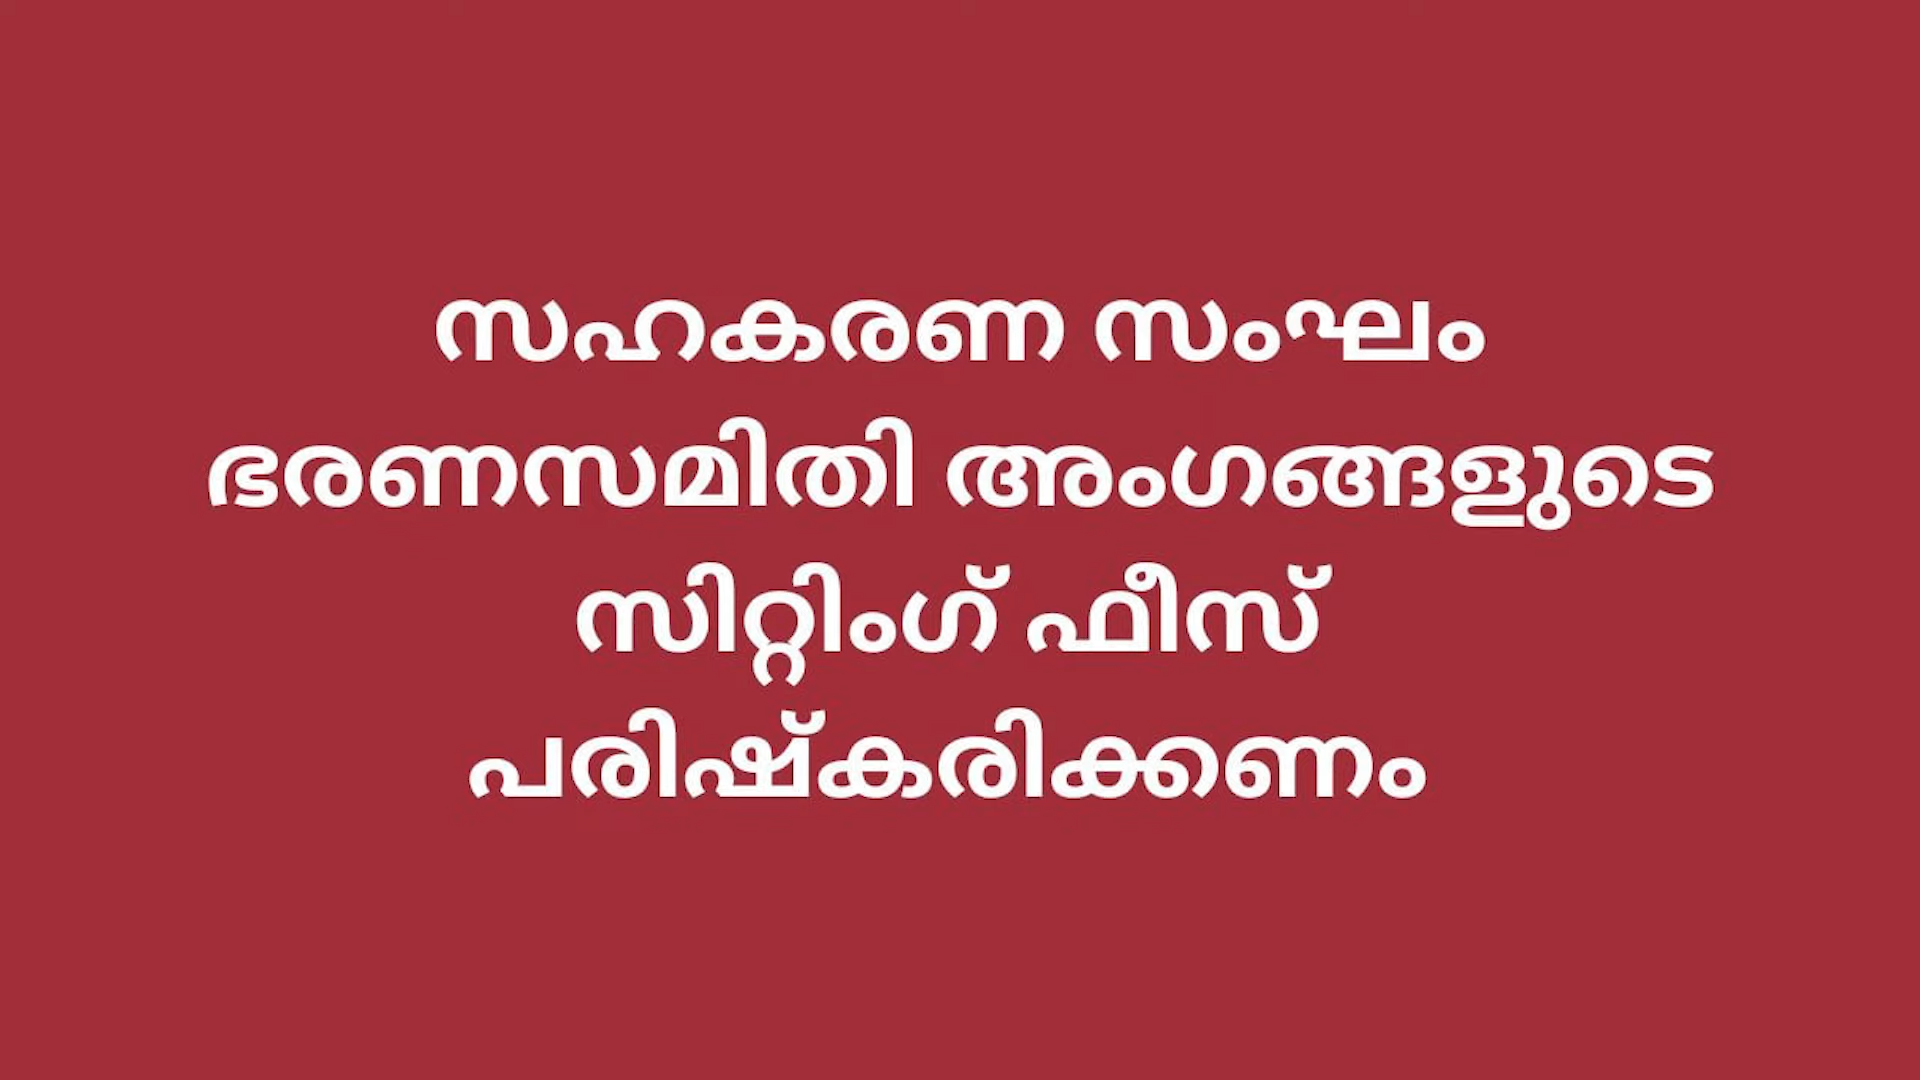 സഹകരണ സംഘം
ഭരണസമിതി അംഗങ്ങളുടെ
സിറ്റിംഗ് ഫീസ്
പരിഷ്കരിക്കണം